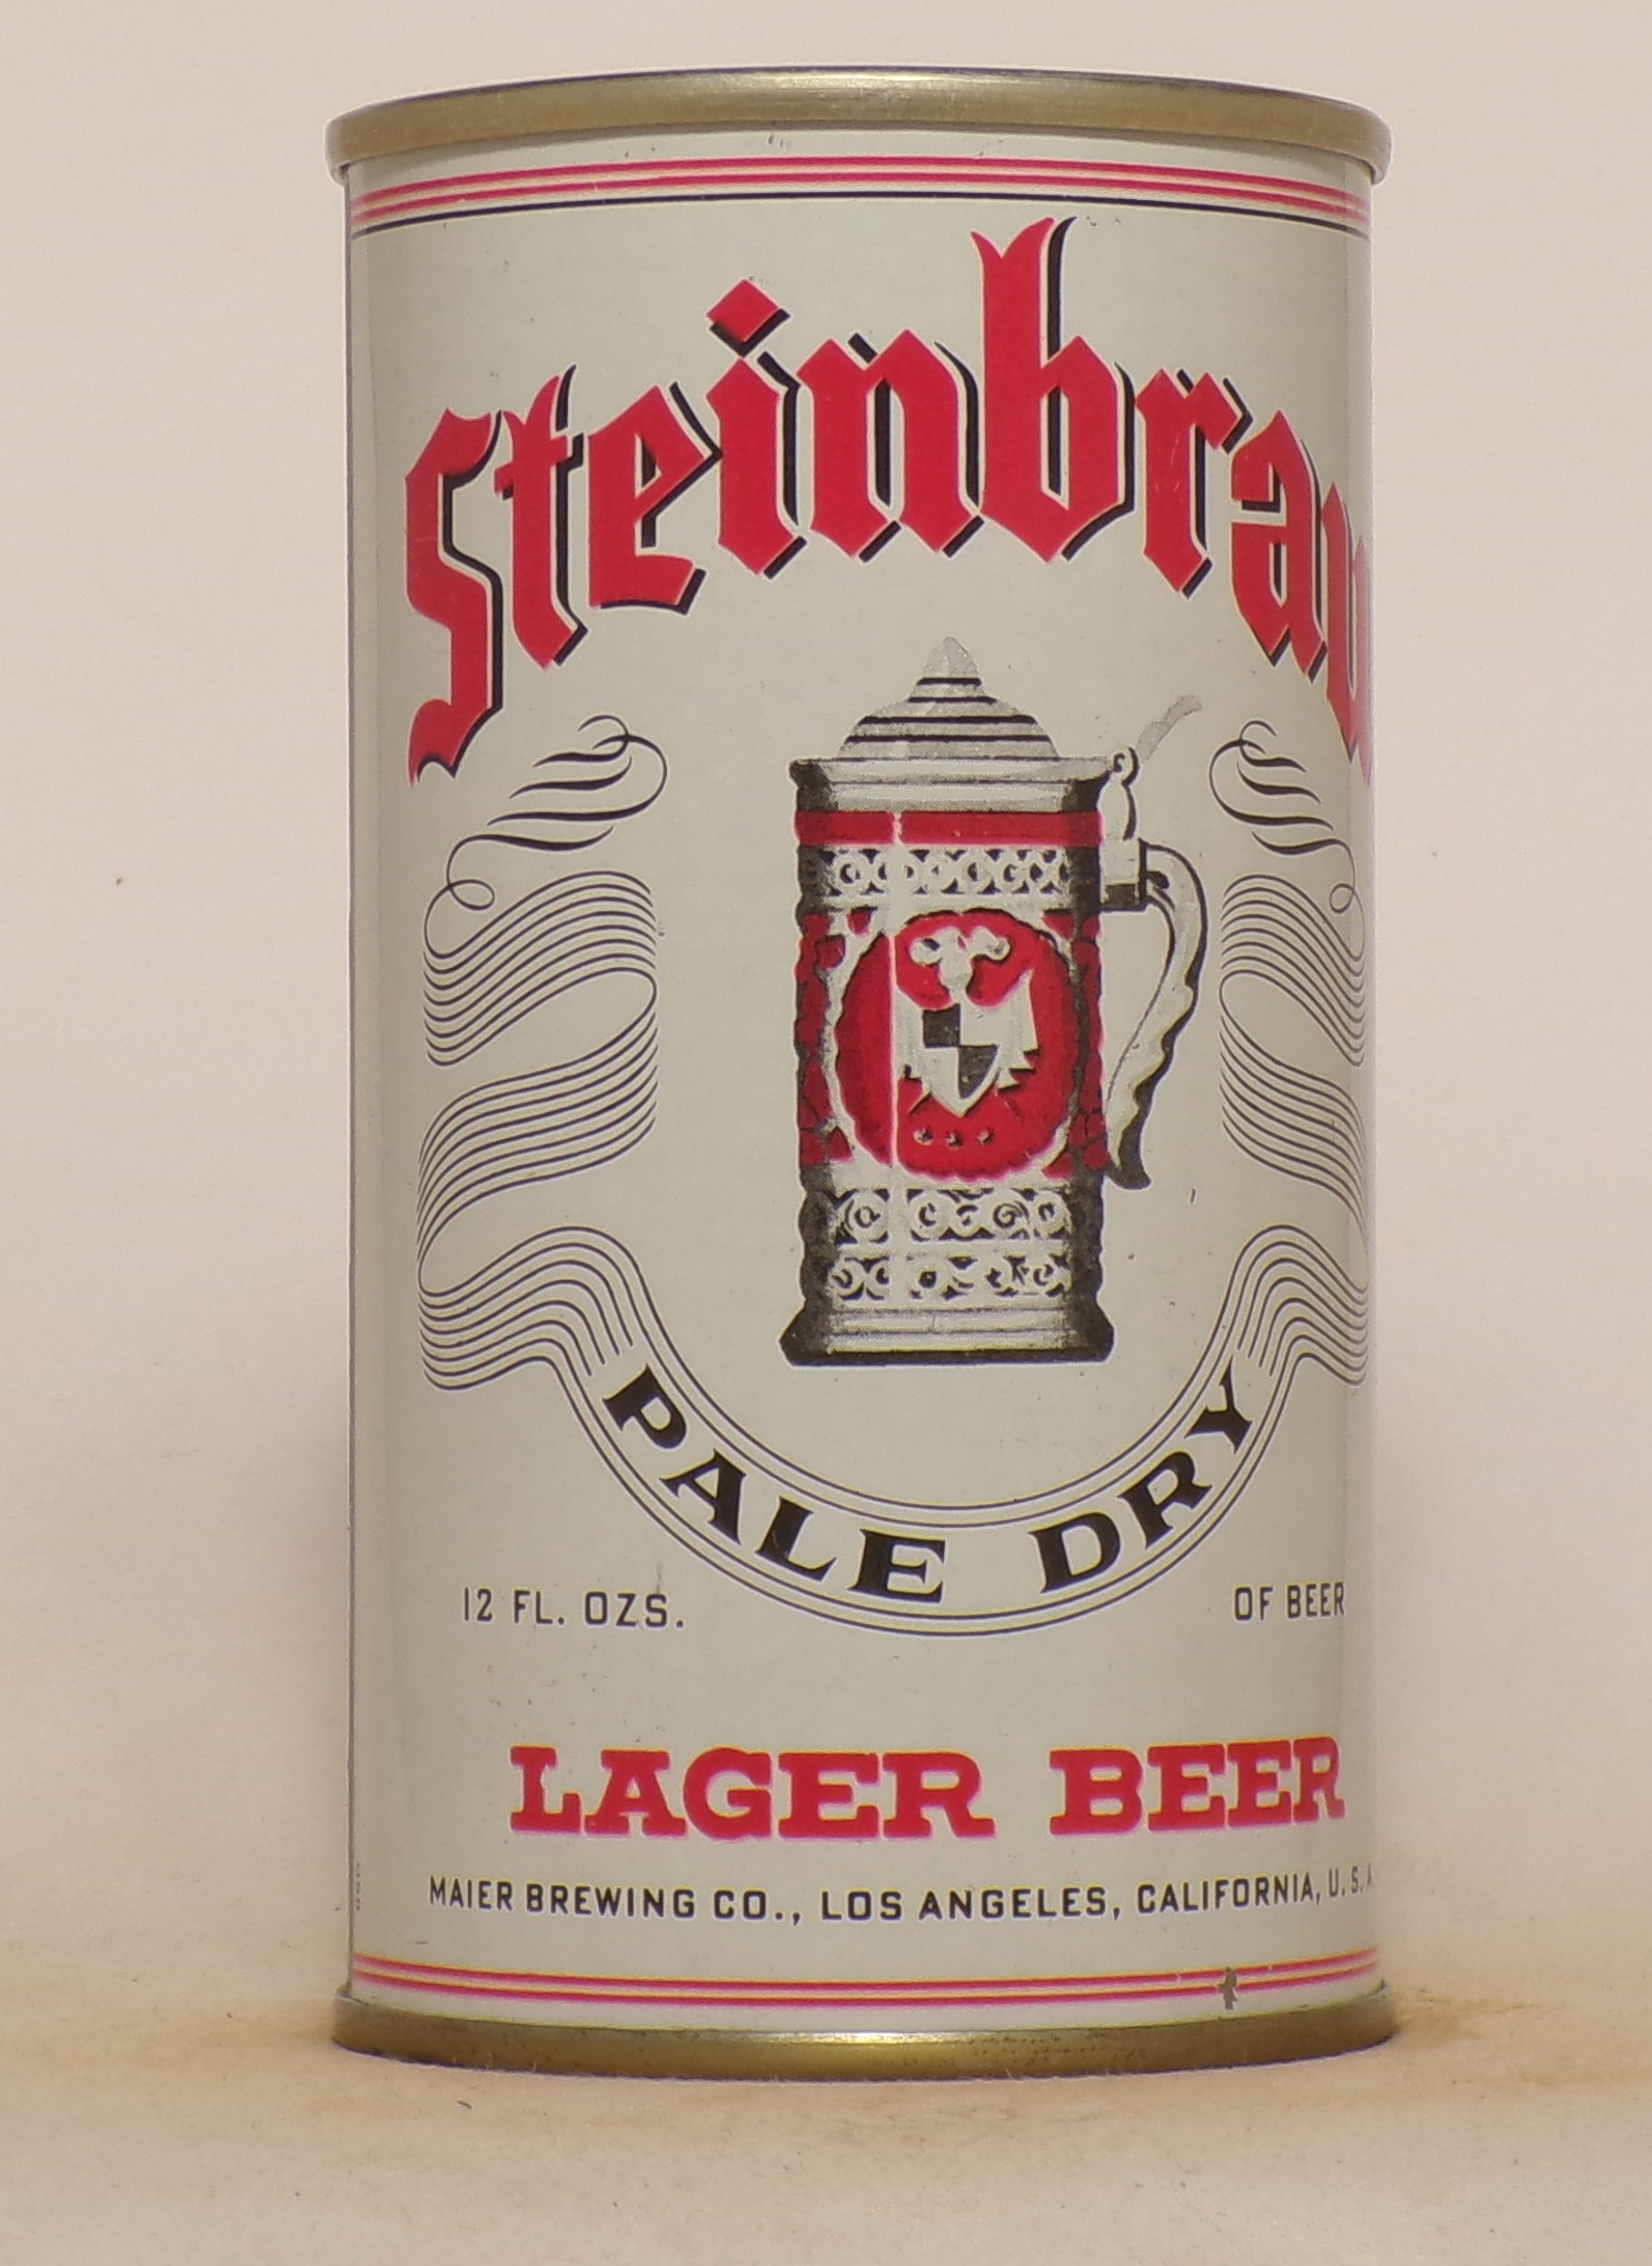 Steinbrau
PALE DRY
12 FL. OZS. OF BEER
LAGER BEER
MAIER BREWING CO., LOS ANGELES, CALIFORNIA, U.S.A.